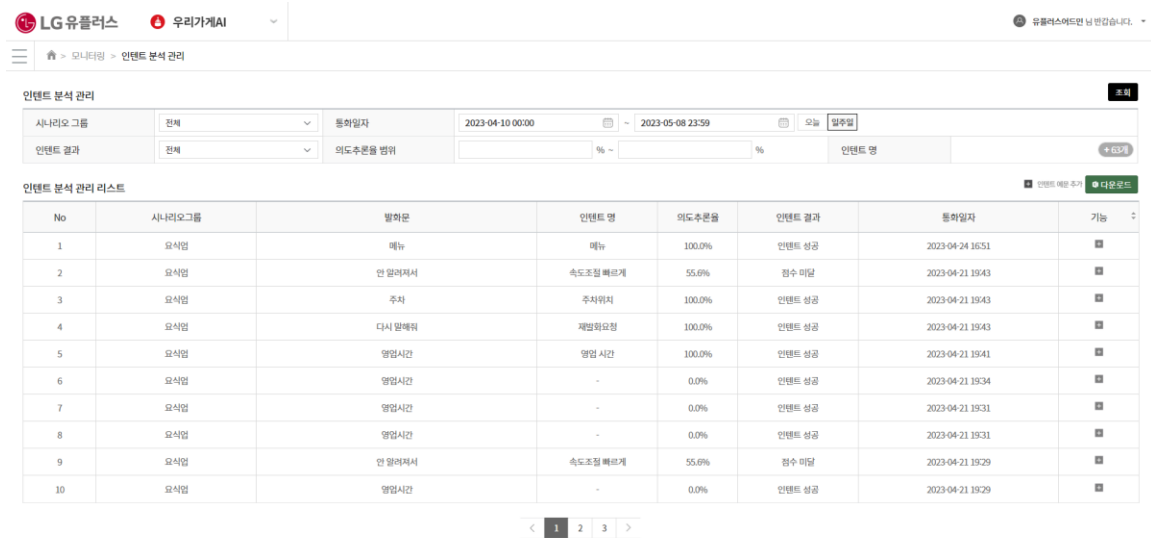 LG 유플러스 우리가게AI 유플러스어드민 님 반갑습니다.
> 모니터링 > 인텐트 분석 관리
인텐트 분석 관리 조회
시나리오 그룹 전체 통화일자 2023-04-10 00:00 ~ 2023-05-08 23:59 오늘 일주일
인텐트 결과 전체 의도추론율 범위 % ~ % 인텐트 명 +63개
인텐트 분석 관리 리스트 인텐트 예문 추가 다운로드
No 시나리오그룹 발화문 인텐트 명 의도추론율 인텐트 결과 통화일자 기능
1 요식업 메뉴 메뉴 100.0% 인텐트 성공 2023-04-24 16:51
2 요식업 안 알려져서 속도조절 빠르게 55.6% 점수 미달 2023-04-21 19:43
3 요식업 주차 주차위치 100.0% 인텐트 성공 2023-04-21 19:43
4 요식업 다시 말해줘 재발화요청 100.0% 인텐트 성공 2023-04-21 19:43
5 요식업 영업시간 영업 시간 100.0% 인텐트 성공 2023-04-21 19:41
6 요식업 영업시간 - 0.0% 인텐트 성공 2023-04-21 19:34
7 요식업 영업시간 - 0.0% 인텐트 성공 2023-04-21 19:31
8 요식업 영업시간 - 0.0% 인텐트 성공 2023-04-21 19:31
9 요식업 안 알려져서 속도조절 빠르게 55.6% 점수 미달 2023-04-21 19:29
10 요식업 영업시간 - 0.0% 인텐트 성공 2023-04-21 19:29
< 1 2 3 >